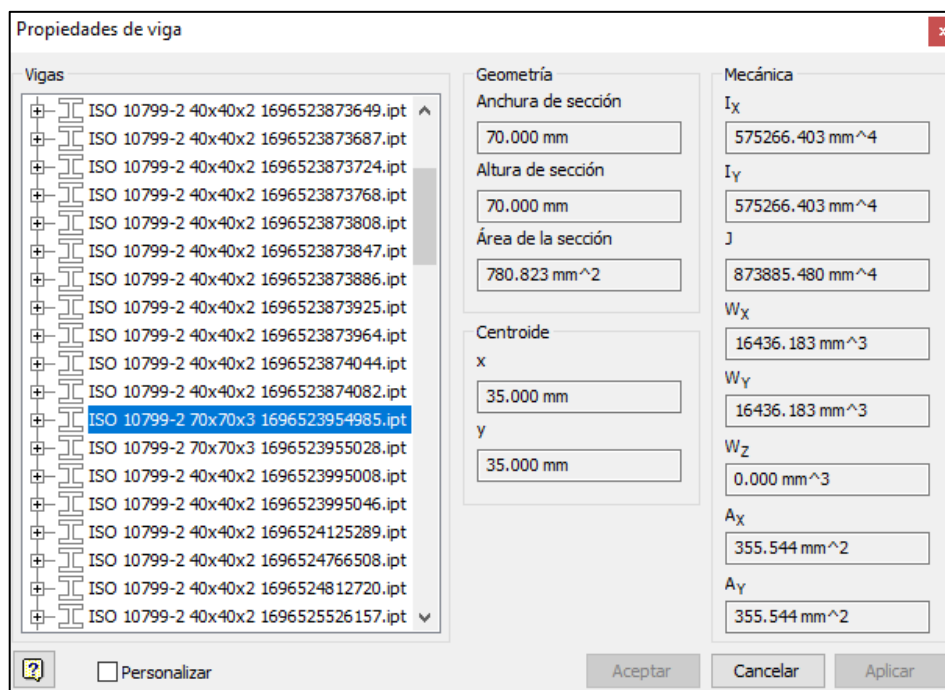 Propiedades de viga
x
Vigas
ISO 10799-2 40x40x2 1696523873649.ipt
ISO 10799-2 40x40x2 1696523873687.ipt
ISO 10799-2 40x40x2 1696523873724.ipt
ISO 10799-2 40x40x2 1696523873768.ipt
ISO 10799-2 40x40x2 1696523873808.ipt
ISO 10799-2 40x40x2 1696523873847.ipt
ISO 10799-2 40x40x2 1696523873886.ipt
ISO 10799-2 40x40x2 1696523873925.ipt
ISO 10799-2 40x40x2 1696523873964.ipt
ISO 10799-2 40x40x2 1696523874044.ipt
ISO 10799-2 40x40x2 1696523874082.ipt
ISO 10799-2 70x70x3 1696523954985.ipt
ISO 10799-2 70x70x3 1696523955028.ipt
ISO 10799-2 40x40x2 1696523995008.ipt
ISO 10799-2 40x40x2 1696523995046.ipt
ISO 10799-2 40x40x2 1696524125289.ipt
ISO 10799-2 40x40x2 1696524766508.ipt
ISO 10799-2 40x40x2 1696524812720.ipt
ISO 10799-2 40x40x2 1696525526157.ipt
Geometría
Anchura de sección
70.000 mm
Altura de sección
70.000 mm
Área de la sección
780.823 mm^2
Centroide
x
35.000 mm
y
35.000 mm
Mecánica
IX
575266.403 mm^4
IY
575266.403 mm^4
J
873885.480 mm^4
WX
16436.183 mm^3
WY
16436.183 mm^3
WZ
0.000 mm^3
AX
355.544 mm^2
AY
355.544 mm^2
?
Personalizar
Aceptar
Cancelar
Aplicar